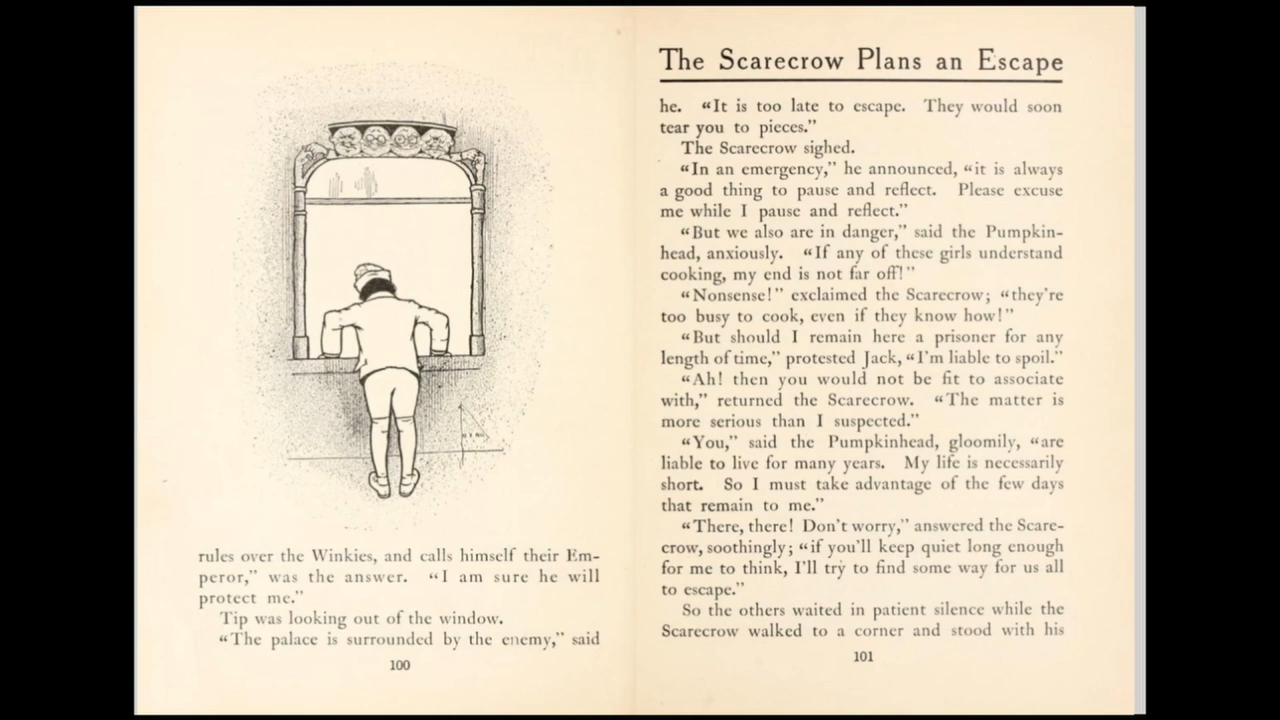 rules over the Winkies, and calls himself their Em-
peror,” was the answer. “I am sure he will
protect me.”
Tip was looking out of the window.
“The palace is surrounded by the enemy,” said
100
The Scarecrow Plans an Escape
he. “It is too late to escape. They would soon
tear you to pieces.”
The Scarecrow sighed.
“In an emergency,” he announced, “it is always
a good thing to pause and reflect. Please excuse
me while I pause and reflect.”
“But we also are in danger,” said the Pumpkin-
head, anxiously. “If any of these girls understand
cooking, my end is not far off!”
“Nonsense!” exclaimed the Scarecrow; “they’re
too busy to cook, even if they know how!”
“But should I remain here a prisoner for any
length of time,” protested Jack, “I’m liable to spoil.”
“Ah! then you would not be fit to associate
with,” returned the Scarecrow. “The matter is
more serious than I suspected.”
“You,” said the Pumpkinhead, gloomily, “are
liable to live for many years. My life is necessarily
short. So I must take advantage of the few days
that remain to me.”
“There, there! Don’t worry,” answered the Scare-
crow, soothingly; “if you’ll keep quiet long enough
for me to think, I’ll try to find some way for us all
to escape.”
So the others waited in patient silence while the
Scarecrow walked to a corner and stood with his
101